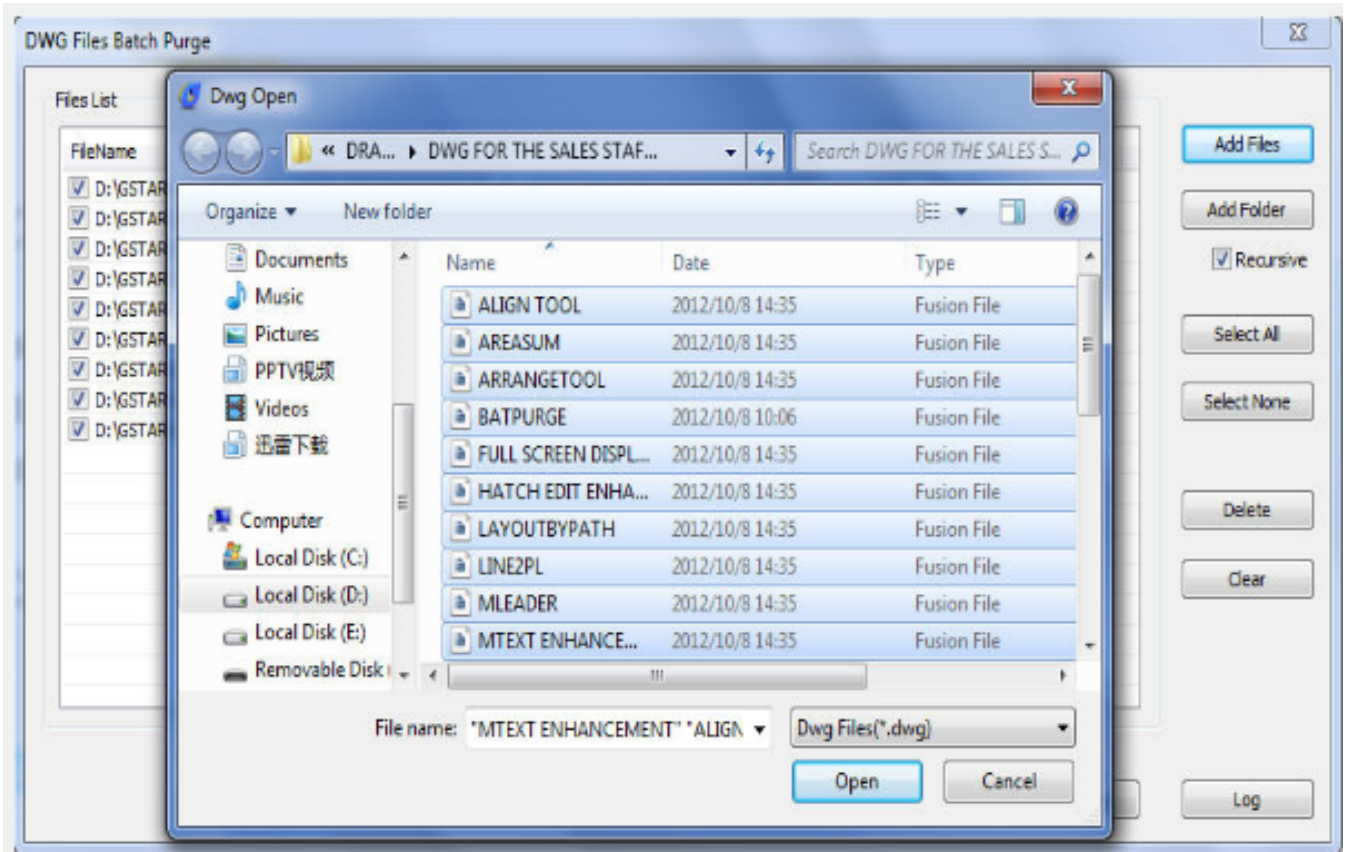 DWG Files Batch Purge
Files List
FileName
D:\GSTAR
D:\GSTAR
D:\GSTAR
D:\GSTAR
D:\GSTAR
D:\GSTAR
D:\GSTAR
D:\GSTAR
D:\GSTAR
Dwg Open
« DRA... ▸ DWG FOR THE SALES STAF...
Search DWG FOR THE SALES S...
Organize ▾ New folder
Documents
Music
Pictures
PPTV视频
Videos
迅雷下载
Computer
Local Disk (C:)
Local Disk (D:)
Local Disk (E:)
Removable Disk
Name Date Type
ALIGN TOOL 2012/10/8 14:35 Fusion File
AREASUM 2012/10/8 14:35 Fusion File
ARRANGETOOL 2012/10/8 14:35 Fusion File
BATPURGE 2012/10/8 10:06 Fusion File
FULL SCREEN DISPL... 2012/10/8 14:35 Fusion File
HATCH EDIT ENHA... 2012/10/8 14:35 Fusion File
LAYOUTBYPATH 2012/10/8 14:35 Fusion File
LINE2PL 2012/10/8 14:35 Fusion File
MLEADER 2012/10/8 14:35 Fusion File
MTEXT ENHANCE... 2012/10/8 14:35 Fusion File
File name: "MTEXT ENHANCEMENT" "ALIGN
Dwg Files(*.dwg)
Open Cancel
Add Files
Add Folder
Recursive
Select All
Select None
Delete
Clear
Log